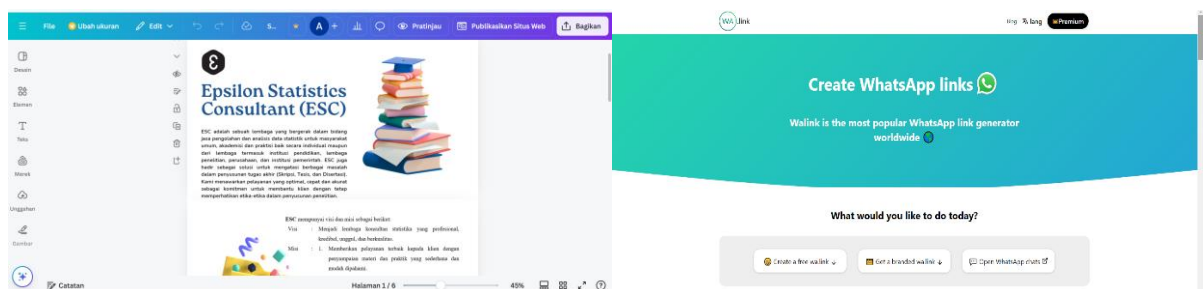 File
Ubah ukuran
Edit
S...
A
+
Pratinjau
Publikasikan Situs Web
Bagikan
Desain
Elemen
Teks
Merek
Unggahan
Gambar
Epsilon Statistics
Consultant (ESC)
ESC adalah sebuah lembaga yang bergerak dalam bidang
jasa pengolahan dan analisis data statistik untuk masyarakat
umum, akademisi dan praktisi baik secara individual maupun
dari lembaga termasuk institusi pendidikan, lembaga
penelitian, perusahaan, dan institusi pemerintah. ESC juga
hadir sebagai solusi untuk mengatasi berbagai masalah
dalam penyusunan tugas akhir (Skripsi, Tesis, dan Disertasi).
Kami menawarkan pelayanan yang optimal, cepat dan akurat
sebagai komitmen untuk membantu klien dengan tetap
memperhatikan etika-etika dalam penyusunan penelitian.
ESC mempunyai visi dan misi sebagai berikut:
Visi : Menjadi lembaga konsultan statistika yang profesional,
kredibel, unggul, dan berkualitas.
Misi : 1. Memberikan pelayanan terbaik kepada klien dengan
penyampaian materi dan praktik yang sederhana dan
mudah dipahami.
Catatan
Halaman 1 / 6
45%
WA link
Blog
lang
Premium
Create WhatsApp links
Walink is the most popular WhatsApp link generator
worldwide
What would you like to do today?
Create a free wa.link ↓
Get a branded wa.link ↓
Open WhatsApp chats